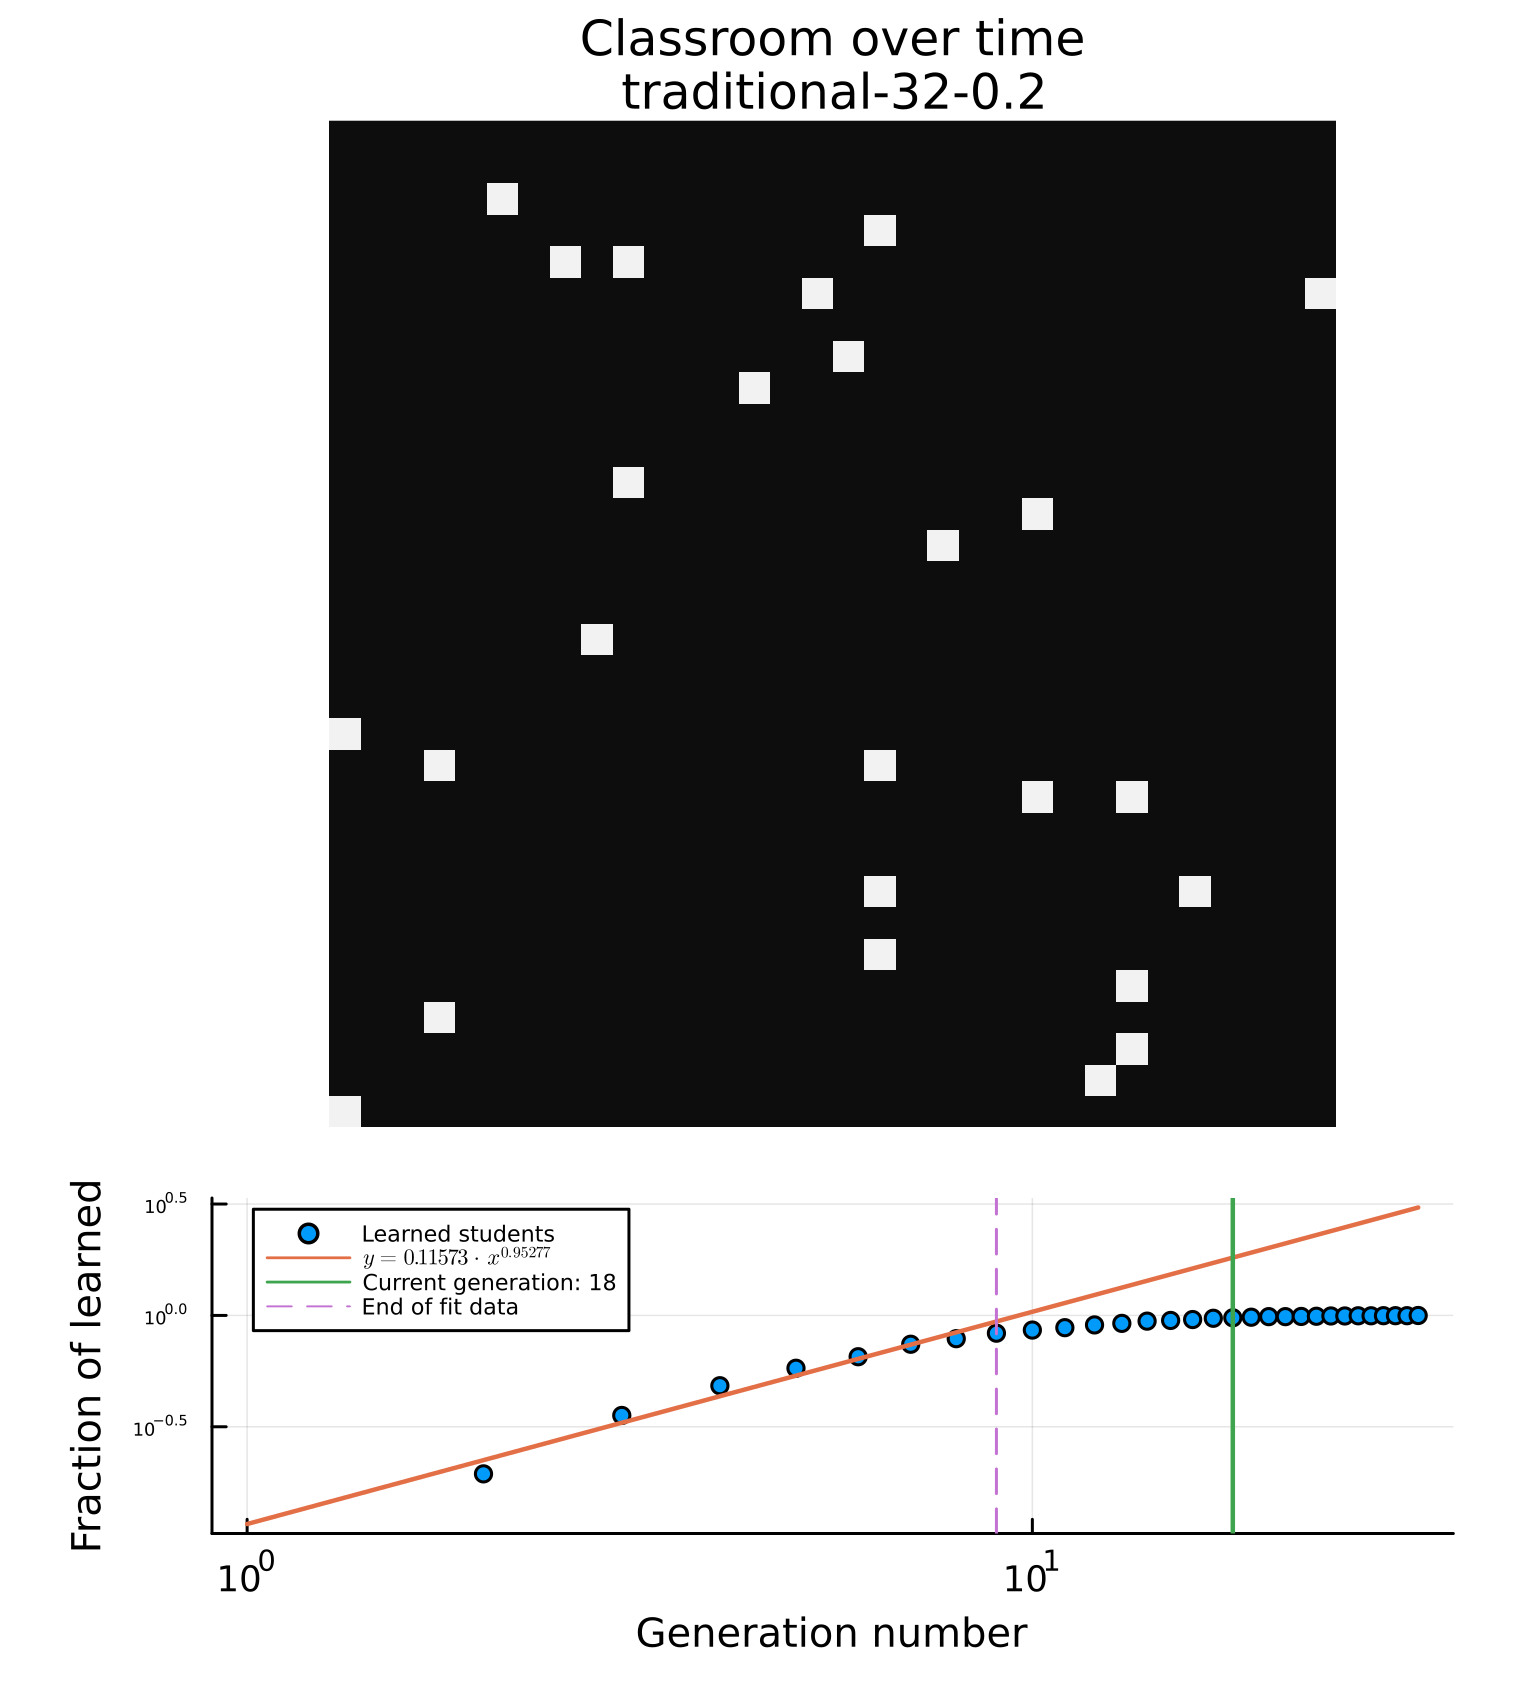 Classroom over time
traditional-32-0.2
10^0.5
10^0.0
10^−0.5
Fraction of learned
Learned students
y = 0.11573 · x^0.95277
Current generation: 18
End of fit data
10^0
10^1
Generation number